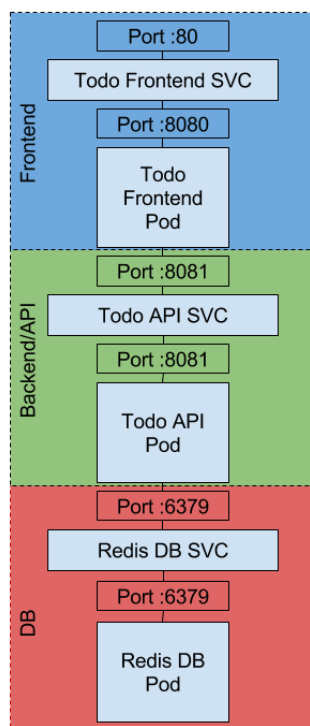 Frontend
Port :80
Todo Frontend SVC
Port :8080
Todo
Frontend
Pod
Backend/API
Port :8081
Todo API SVC
Port :8081
Todo API
Pod
DB
Port :6379
Redis DB SVC
Port :6379
Redis DB
Pod